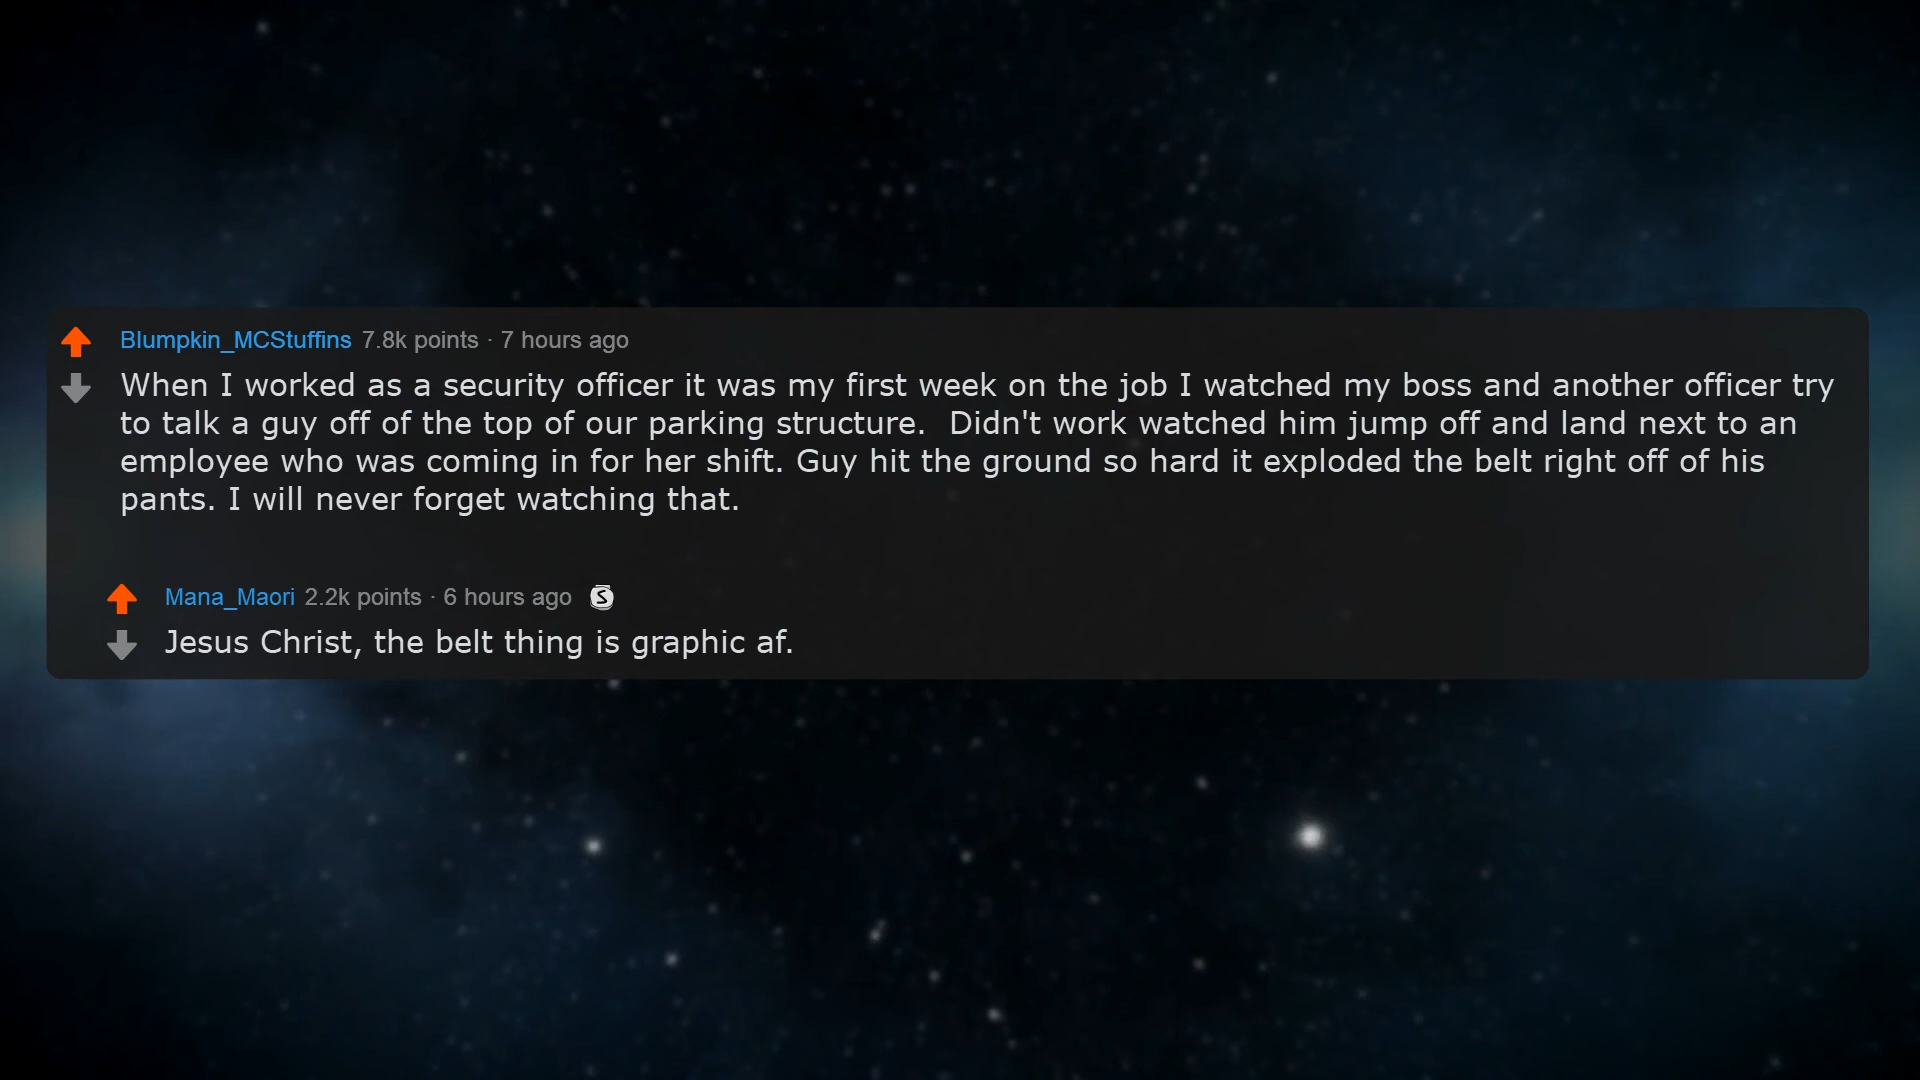 Blumpkin_MCStuffins 7.8k points · 7 hours ago
When I worked as a security officer it was my first week on the job I watched my boss and another officer try
to talk a guy off of the top of our parking structure.  Didn't work watched him jump off and land next to an
employee who was coming in for her shift. Guy hit the ground so hard it exploded the belt right off of his
pants. I will never forget watching that.
Mana_Maori 2.2k points · 6 hours ago S
Jesus Christ, the belt thing is graphic af.